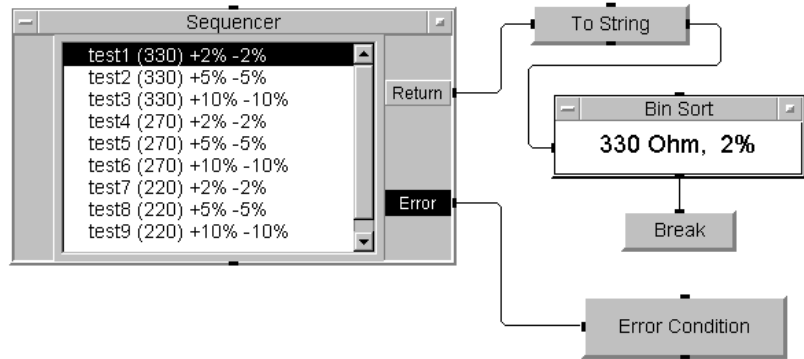 Sequencer
test1 (330) +2% -2%
test2 (330) +5% -5%
test3 (330) +10% -10%
test4 (270) +2% -2%
test5 (270) +5% -5%
test6 (270) +10% -10%
test7 (220) +2% -2%
test8 (220) +5% -5%
test9 (220) +10% -10%
Return
Error
To String
Bin Sort
330 Ohm, 2%
Break
Error Condition